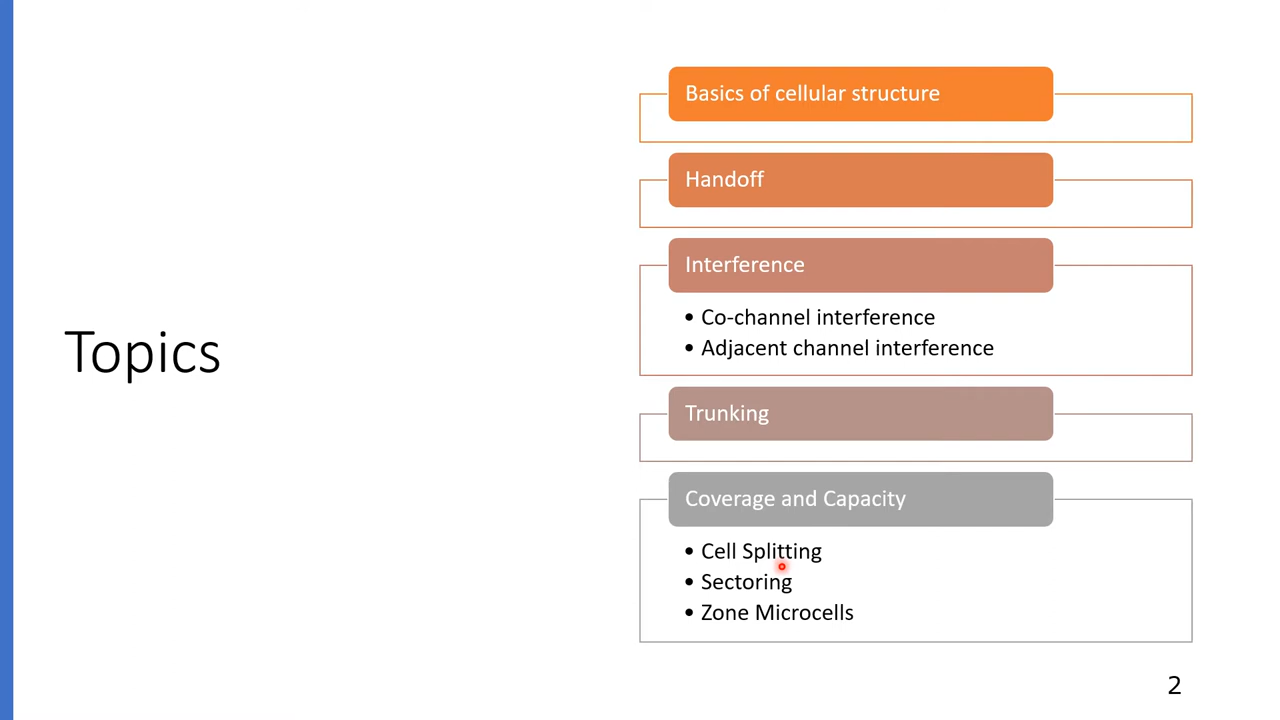 Topics
Basics of cellular structure
Handoff
Interference
• Co-channel interference
• Adjacent channel interference
Trunking
Coverage and Capacity
• Cell Splitting
• Sectoring
• Zone Microcells
2